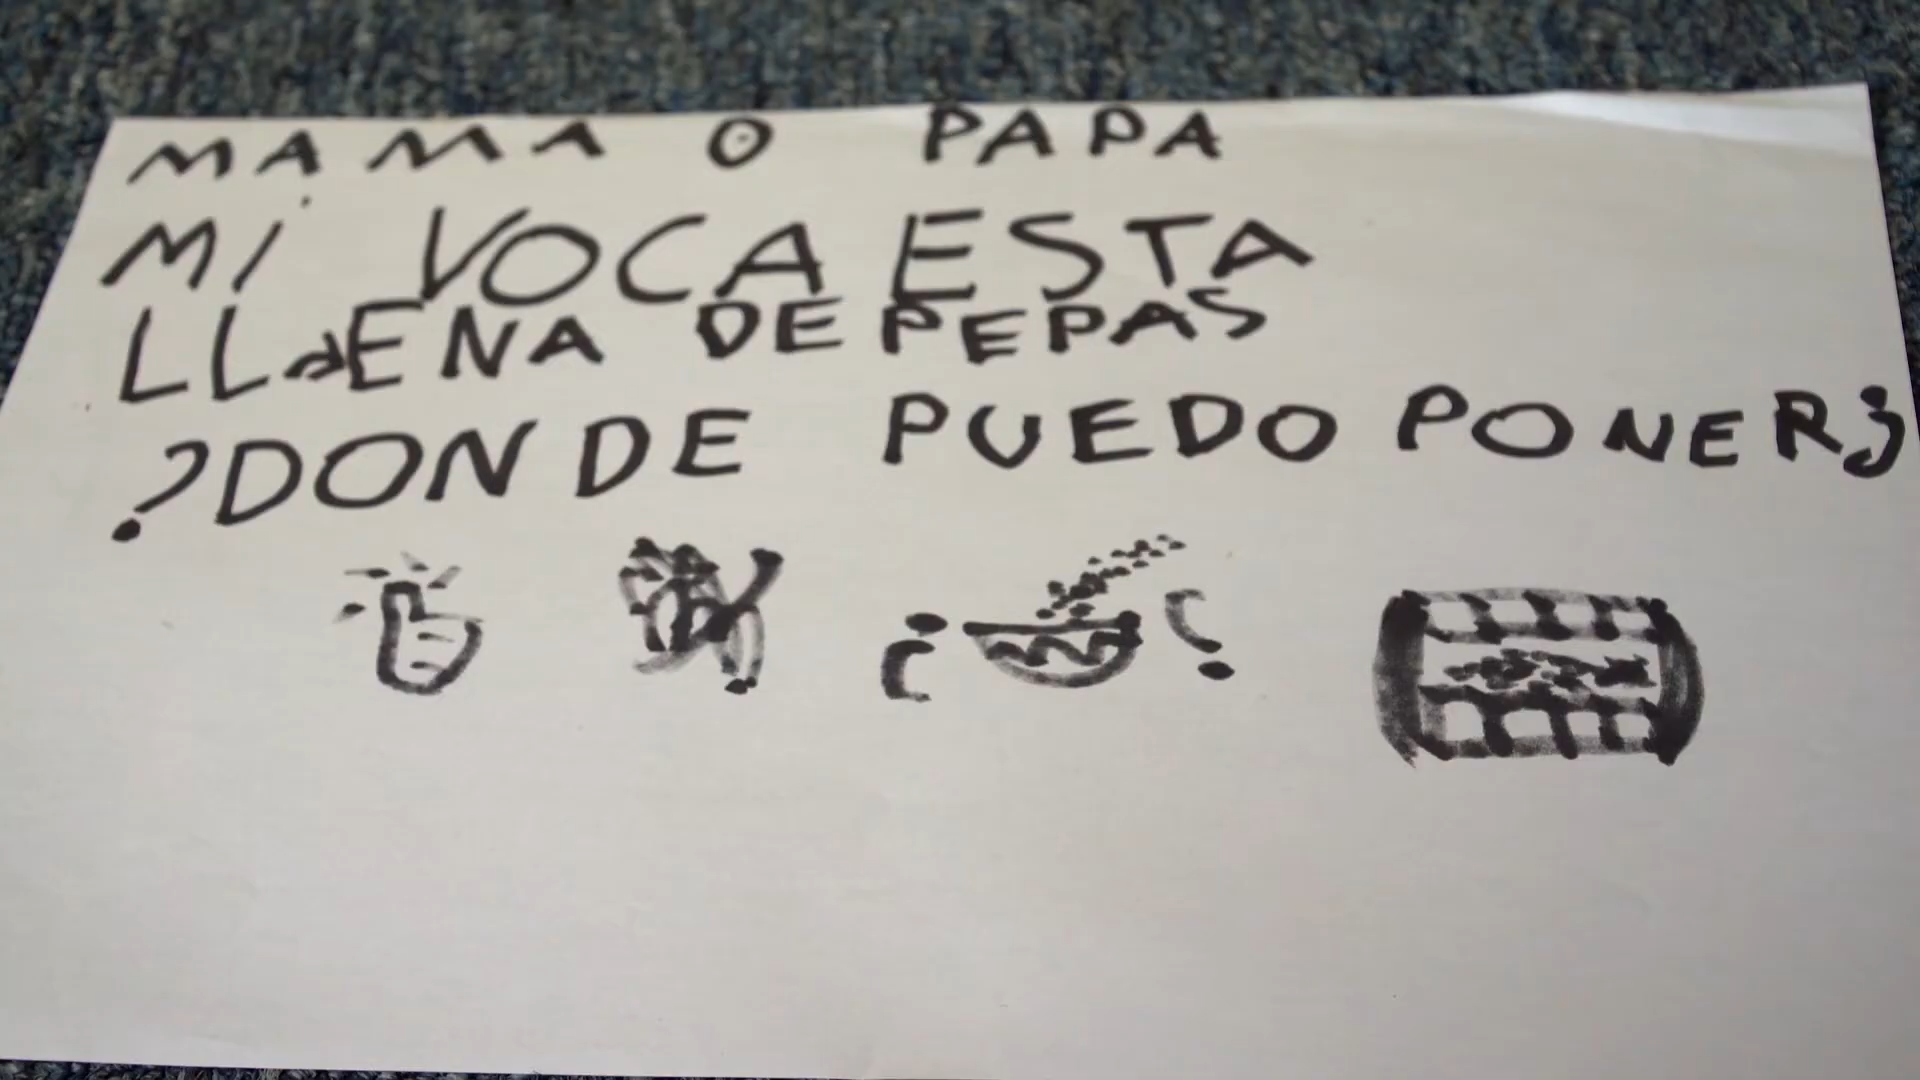 MAMA O PAPA
MI VOCA ESTA
LLENA DE PEPAS
?DONDE PUEDO PONER¿